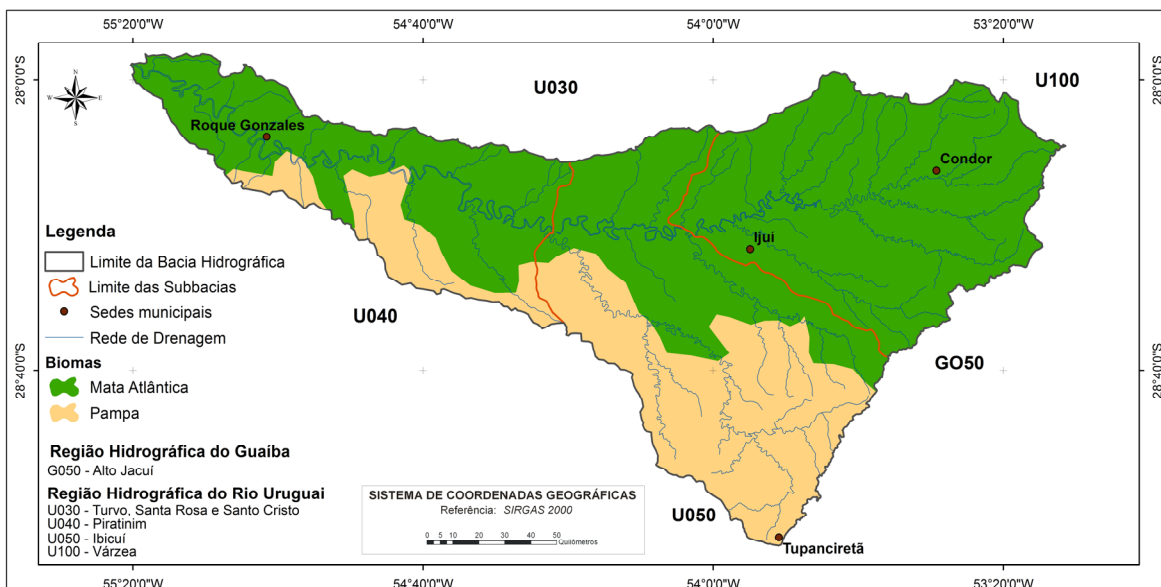 55°20'0"W
54°40'0"W
54°0'0"W
53°20'0"W
28°0'0"S
28°0'0"S
N
W
E
S
U030
U100
Roque Gonzales
Condor
Ijuí
Legenda
Limite da Bacia Hidrográfica
Limite das Subbacias
Sedes municipais
Rede de Drenagem
U040
GO50
28°40'0"S
28°40'0"S
Biomas
Mata Atlântica
Pampa
Região Hidrográfica do Guaíba
G050 - Alto Jacuí
Região Hidrográfica do Rio Uruguai
U030 - Turvo, Santa Rosa e Santo Cristo
U040 - Piratinim
U050 - Ibicuí
U100 - Várzea
SISTEMA DE COORDENADAS GEOGRÁFICAS
Referência: SIRGAS 2000
0 5 10 20 30 40 50
Quilômetros
U050
Tupanciretã
55°20'0"W
54°40'0"W
54°0'0"W
53°20'0"W